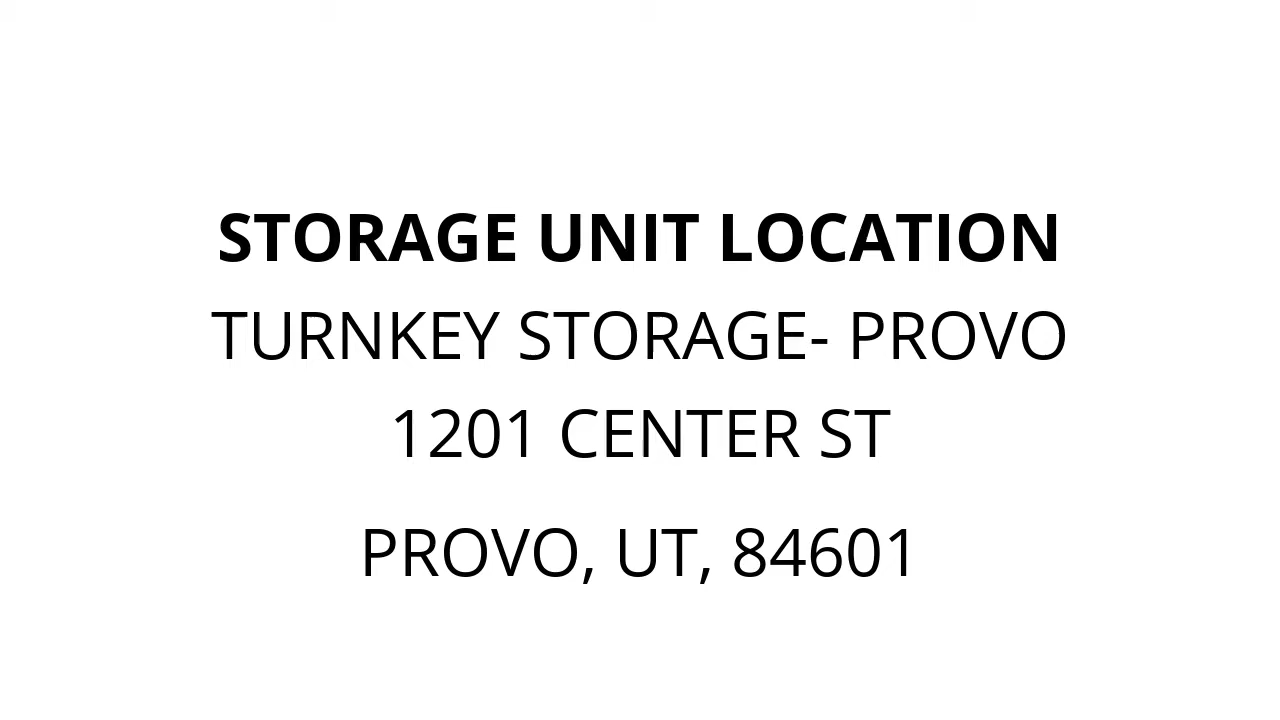 STORAGE UNIT LOCATION
TURNKEY STORAGE- PROVO
1201 CENTER ST
PROVO, UT, 84601